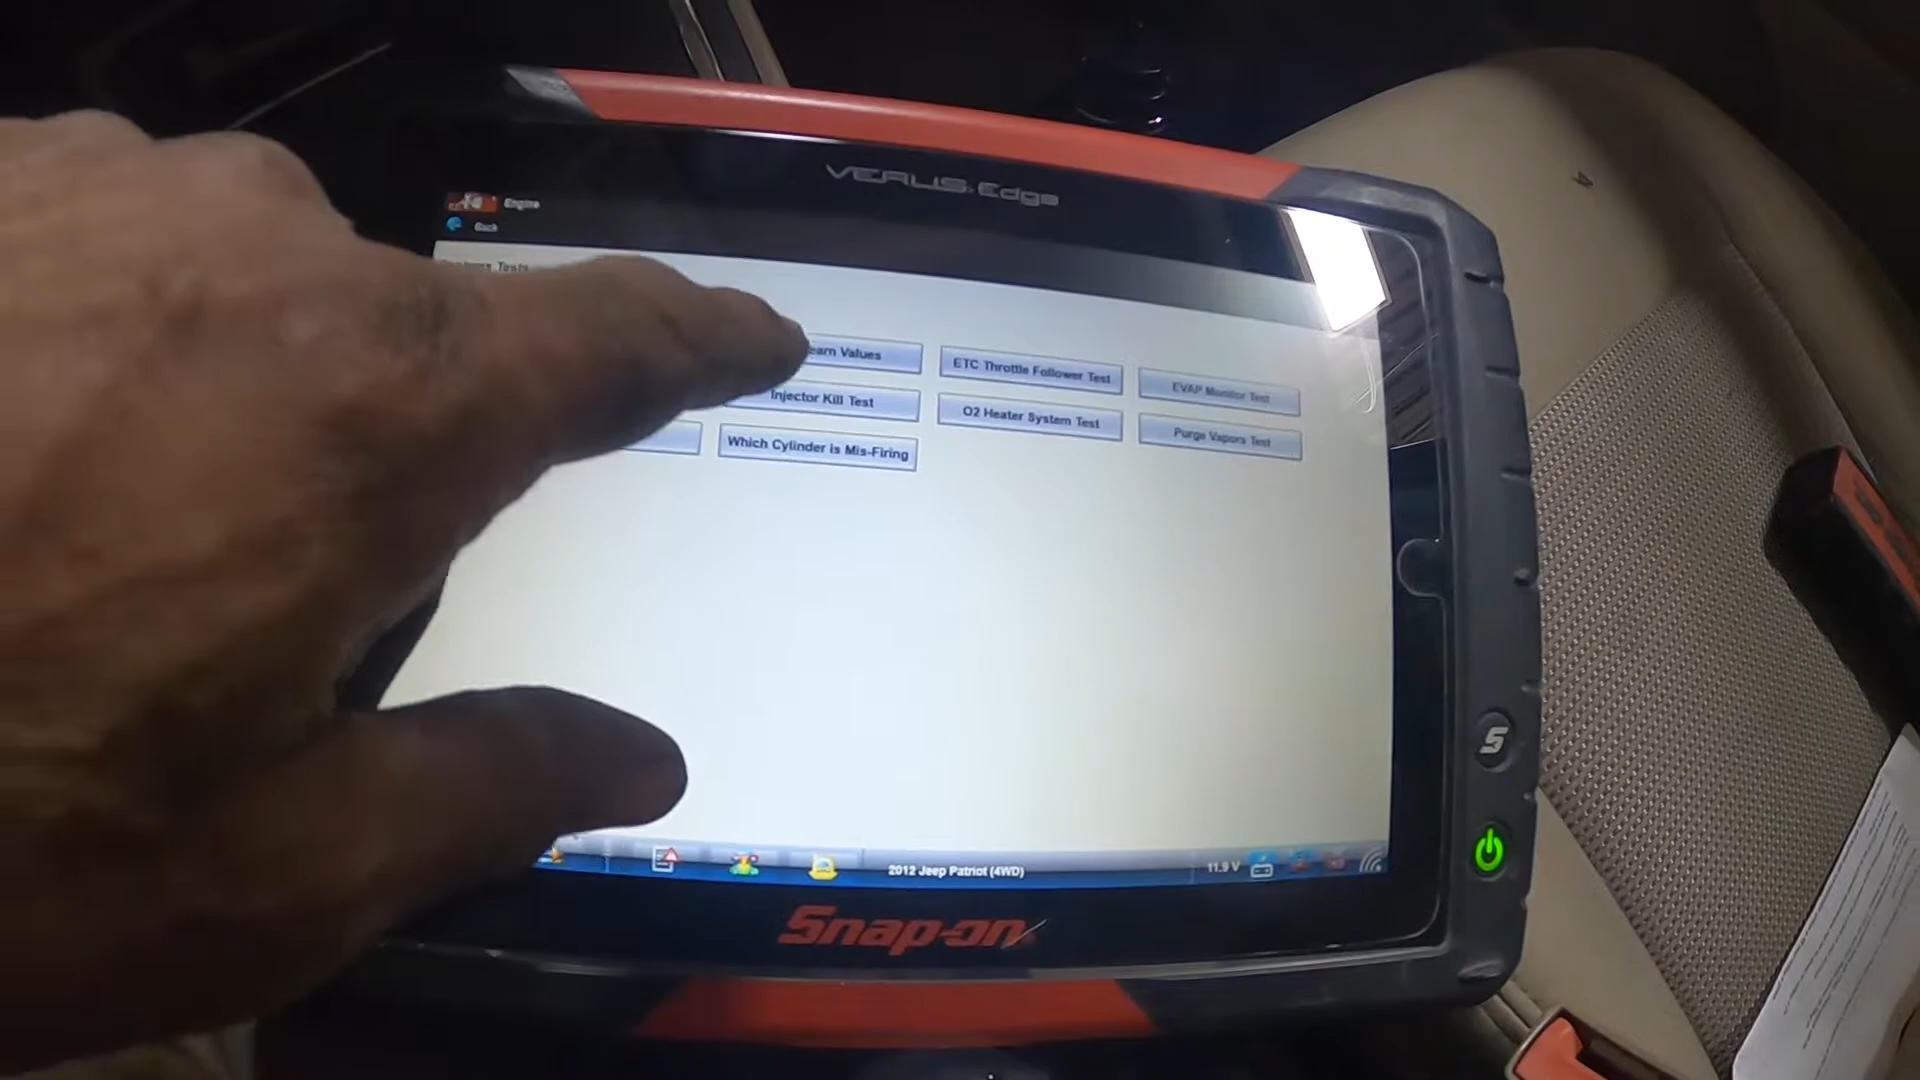 VERUS Edge
Engine
Back
Tests
Values
ETC Throttle Follower Test
EVAP Monitor Test
Injector Kill Test
O2 Heater System Test
Purge Vapors Test
Which Cylinder is Mis-Firing
2012 Jeep Patriot (4WD)
11.9 V
Snap-on
S